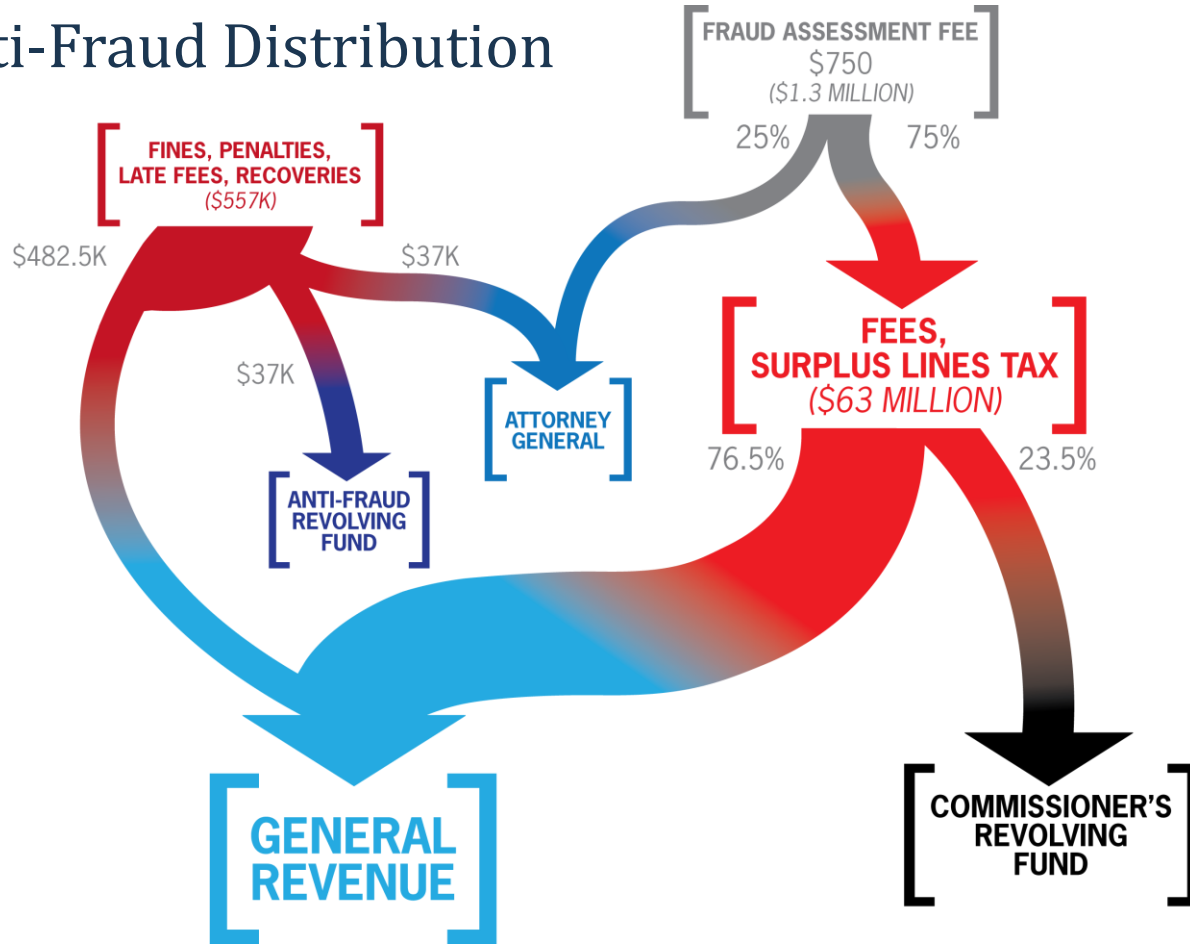 ti-Fraud Distribution
FRAUD ASSESSMENT FEE
$750
($1.3 MILLION)
25%
75%
FINES, PENALTIES,
LATE FEES, RECOVERIES
($557K)
$482.5K
$37K
$37K
FEES,
SURPLUS LINES TAX
($63 MILLION)
ATTORNEY
GENERAL
76.5%
23.5%
ANTI-FRAUD
REVOLVING
FUND
GENERAL
REVENUE
COMMISSIONER'S
REVOLVING
FUND